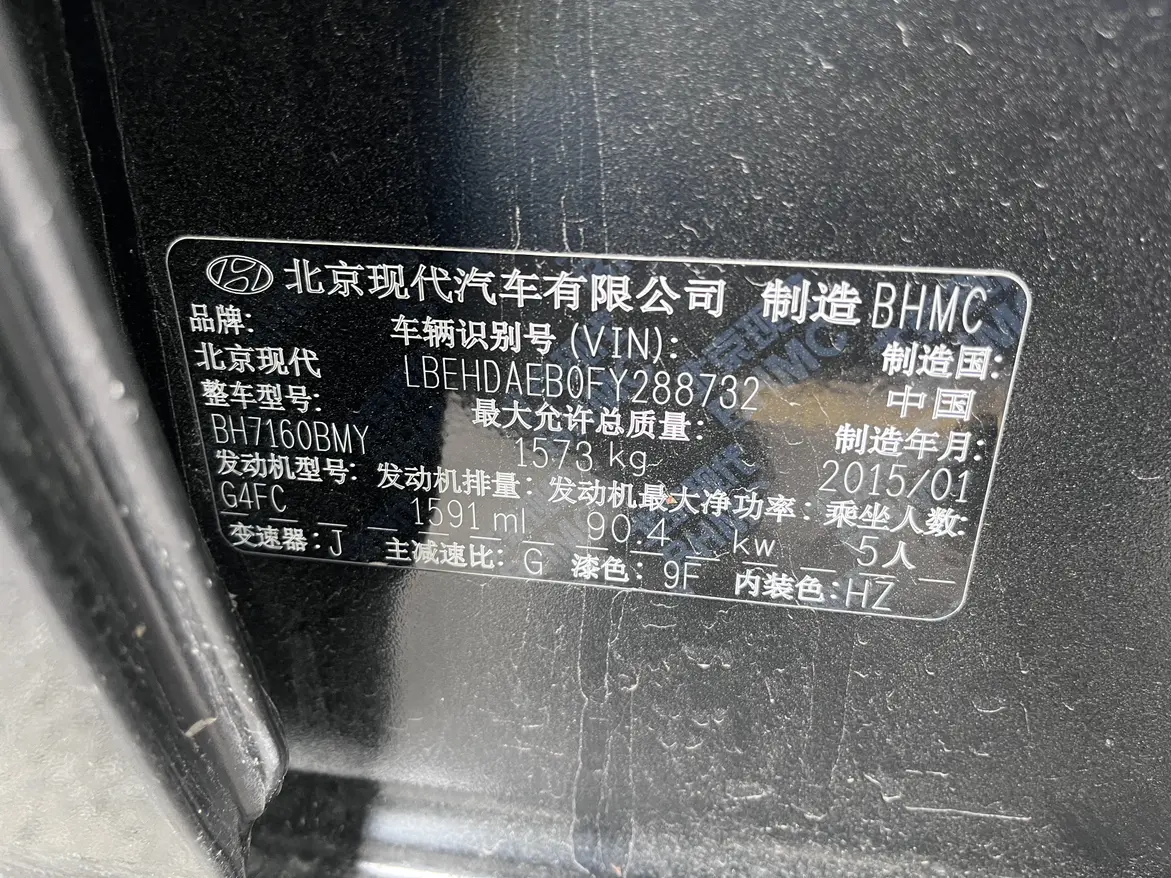 北京现代汽车有限公司 制造 BHMC
品牌: 车辆识别号(VIN): 制造国:
北京现代 LBEHDAEB0FY288732 中国
整车型号: 最大允许总质量: 制造年月:
BH7160BMY 1573 kg 2015/01
发动机型号: 发动机排量: 发动机最大净功率: 乘坐人数:
G4FC 1591 ml 90.4 kw 5人
变速器: J 主减速比: G 漆色: 9F 内装色: HZ